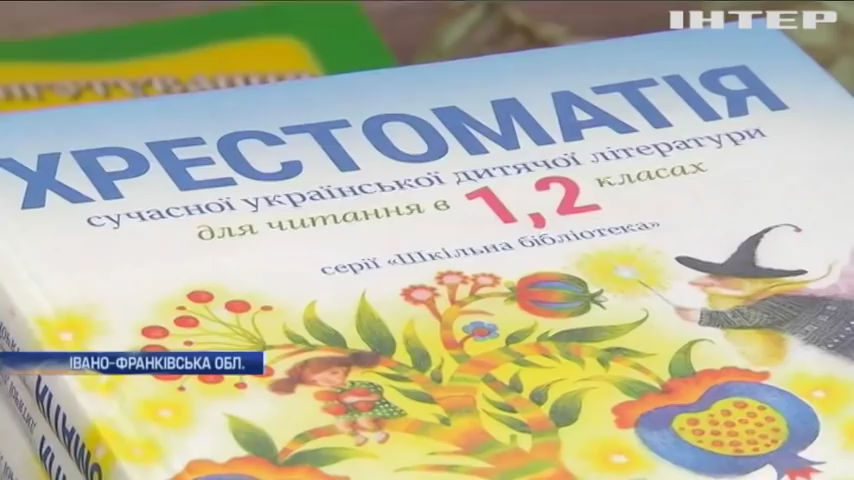 ІНТЕР
ХРЕСТОМАТІЯ
сучасної української дитячої літератури
для читання в 1,2 класах
серії «Шкільна бібліотека»
ІВАНО-ФРАНКІВСЬКА ОБЛ.